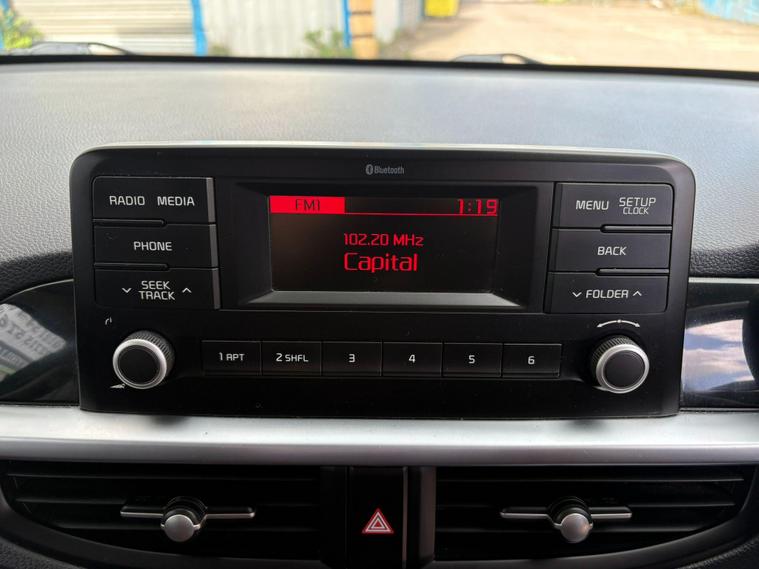 Bluetooth
RADIO MEDIA
FM1 1:19
MENU SETUP
CLOCK
PHONE
102.20 MHz
BACK
Capital
SEEK
TRACK
FOLDER
1 RPT 2 SHFL 3 4 5 6